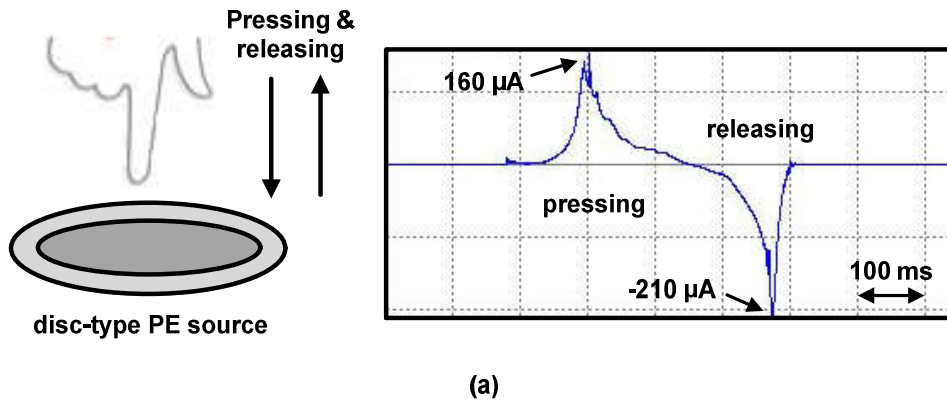 Pressing &
releasing
disc-type PE source
160 µA
releasing
pressing
-210 µA
100 ms
(a)